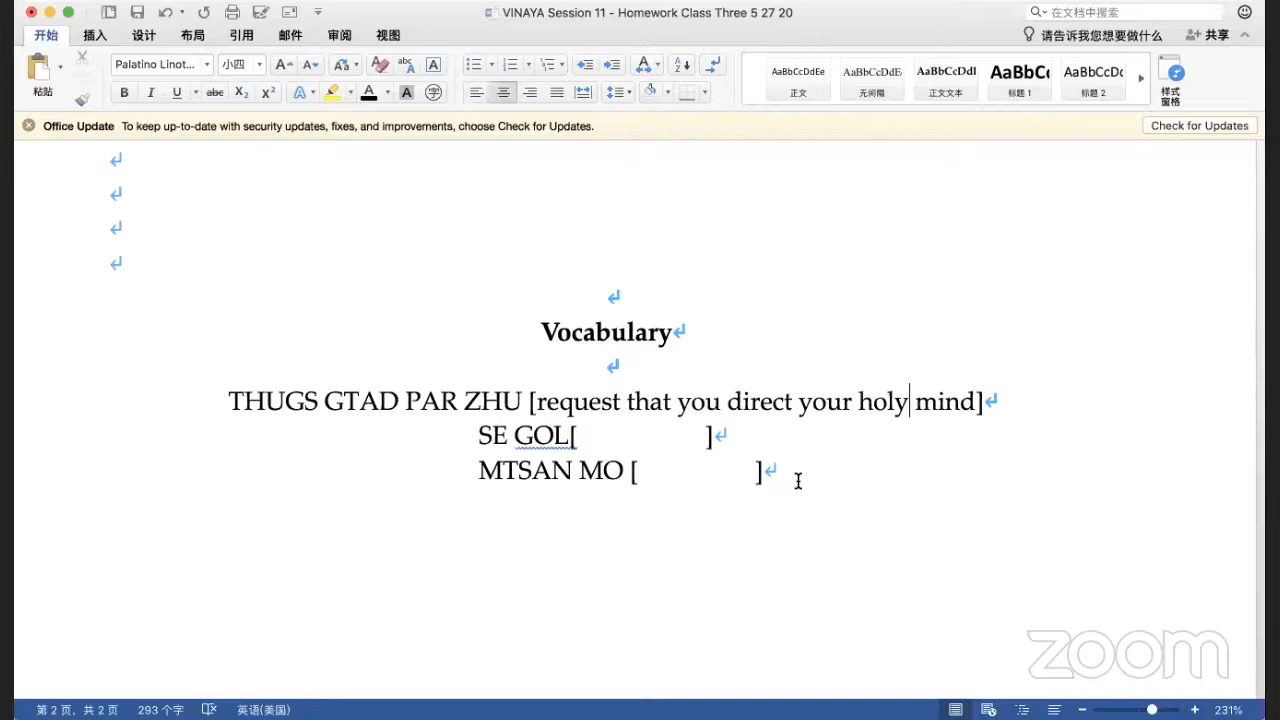 VINAYA Session 11 - Homework Class Three 5 27 20
在文档中搜索
开始 插入 设计 布局 引用 邮件 审阅 视图
请告诉我您想要做什么
共享
粘贴
Palatino Linot...
小四
AaBbCcDdEe
正文
AaBbCcDdE
无间隔
AaBbCcDdI
正文文本
AaBbCc
标题 1
AaBbCcDc
标题 2
样式
窗格
Office Update To keep up-to-date with security updates, fixes, and improvements, choose Check for Updates.
Check for Updates
Vocabulary
THUGS GTAD PAR ZHU [request that you direct your holy mind]
SE GOL[ ]
MTSAN MO [ ]
zoom
第 2 页，共 2 页 293 个字 英语(美国)
231%